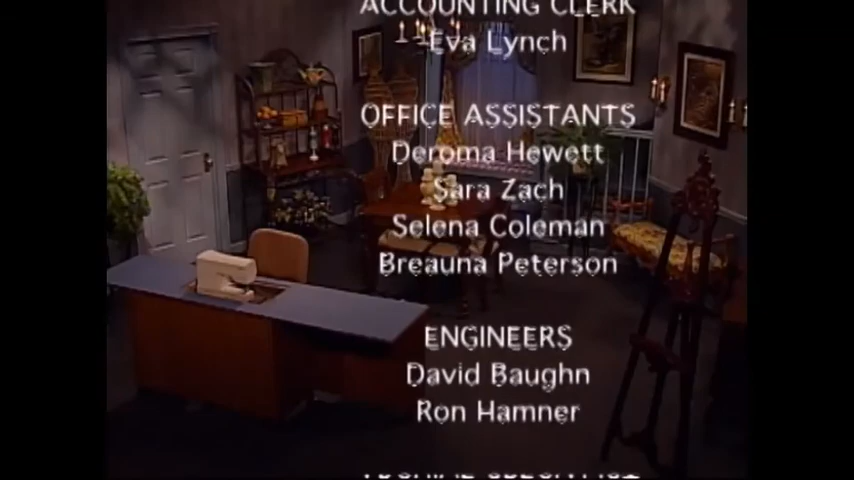 ACCOUNTING CLERK
Eva Lynch
OFFICE ASSISTANTS
Deroma Hewett
Sara Zach
Selena Coleman
Breauna Peterson
ENGINEERS
David Baughn
Ron Hamner